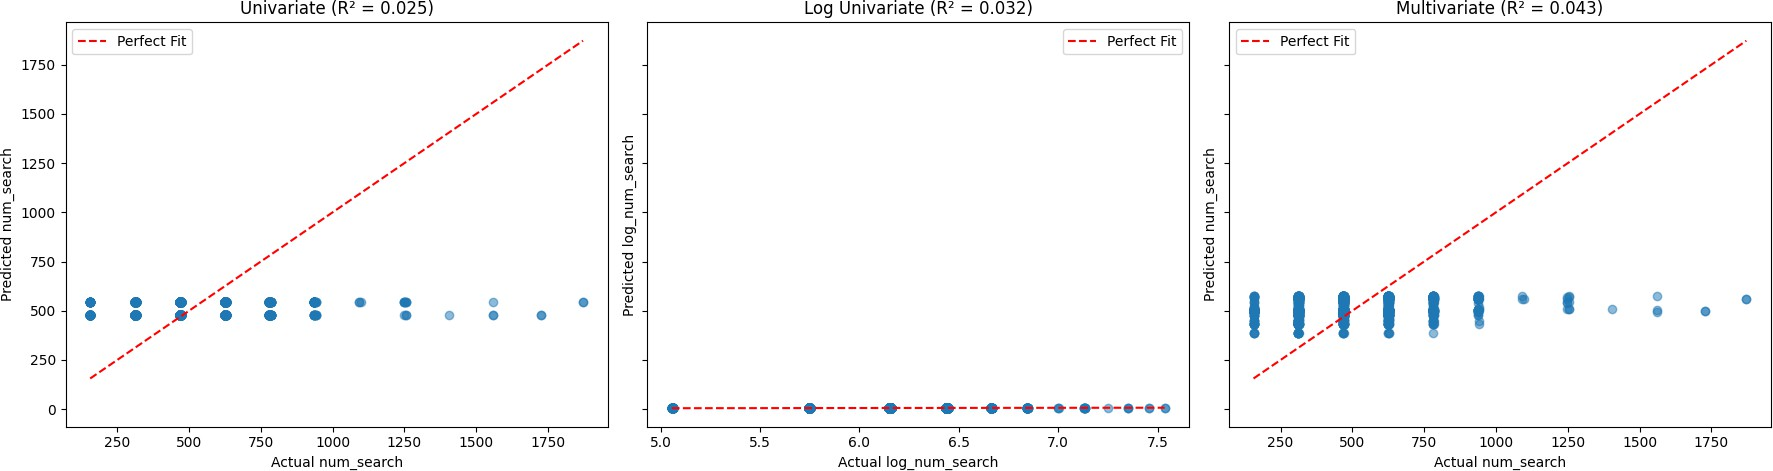 Univariate (R² = 0.025)
Perfect Fit
Predicted num_search
1750
1500
1250
1000
750
500
250
0
250 500 750 1000 1250 1500 1750
Actual num_search
Log Univariate (R² = 0.032)
Perfect Fit
Predicted log_num_search
5.0 5.5 6.0 6.5 7.0 7.5
Actual log_num_search
Multivariate (R² = 0.043)
Perfect Fit
Predicted num_search
250 500 750 1000 1250 1500 1750
Actual num_search